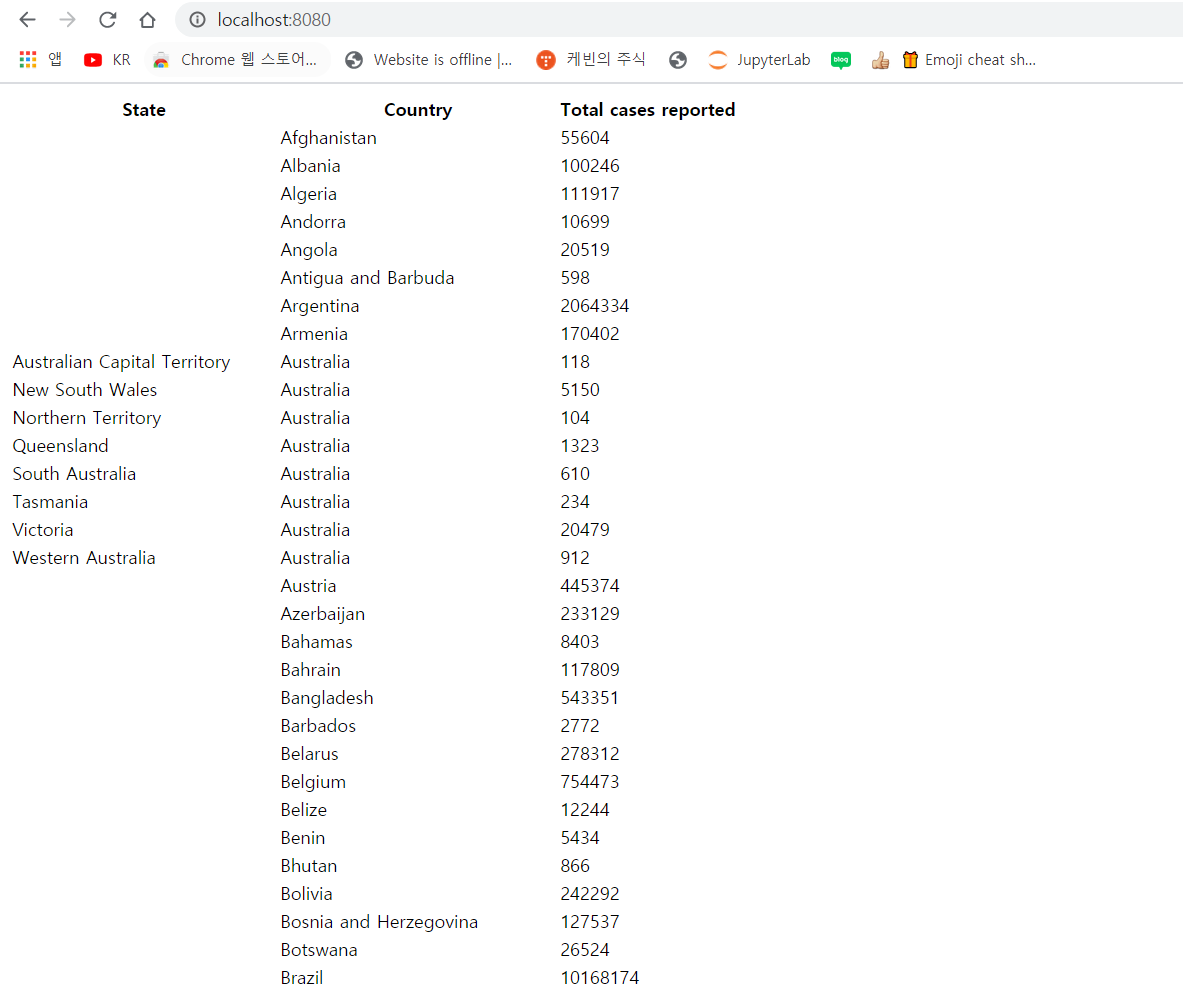 localhost:8080
앱 KR Chrome 웹 스토어... Website is offline |... 케빈의 주식 JupyterLab blog Emoji cheat sh...
State Country Total cases reported
Afghanistan 55604
Albania 100246
Algeria 111917
Andorra 10699
Angola 20519
Antigua and Barbuda 598
Argentina 2064334
Armenia 170402
Australian Capital Territory Australia 118
New South Wales Australia 5150
Northern Territory Australia 104
Queensland Australia 1323
South Australia Australia 610
Tasmania Australia 234
Victoria Australia 20479
Western Australia Australia 912
Austria 445374
Azerbaijan 233129
Bahamas 8403
Bahrain 117809
Bangladesh 543351
Barbados 2772
Belarus 278312
Belgium 754473
Belize 12244
Benin 5434
Bhutan 866
Bolivia 242292
Bosnia and Herzegovina 127537
Botswana 26524
Brazil 10168174